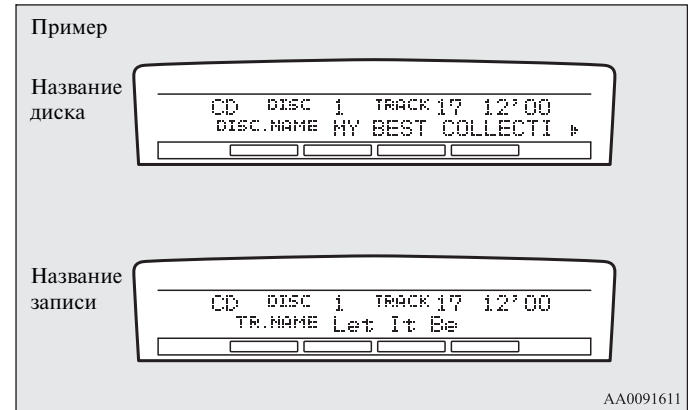 Пример
Название
диска
CD DISC 1 TRACK 17 12'00
DISC.NAME MY BEST COLLECTI
Название
записи
CD DISC 1 TRACK 17 12'00
TR.NAME Let It Be
AA0091611